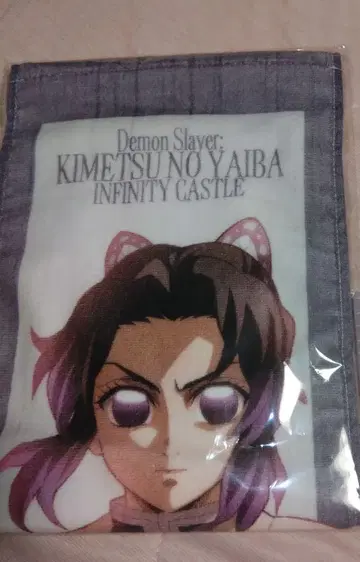 Demon Slayer:
KIMETSU NO YAIBA
INFINITY CASTLE